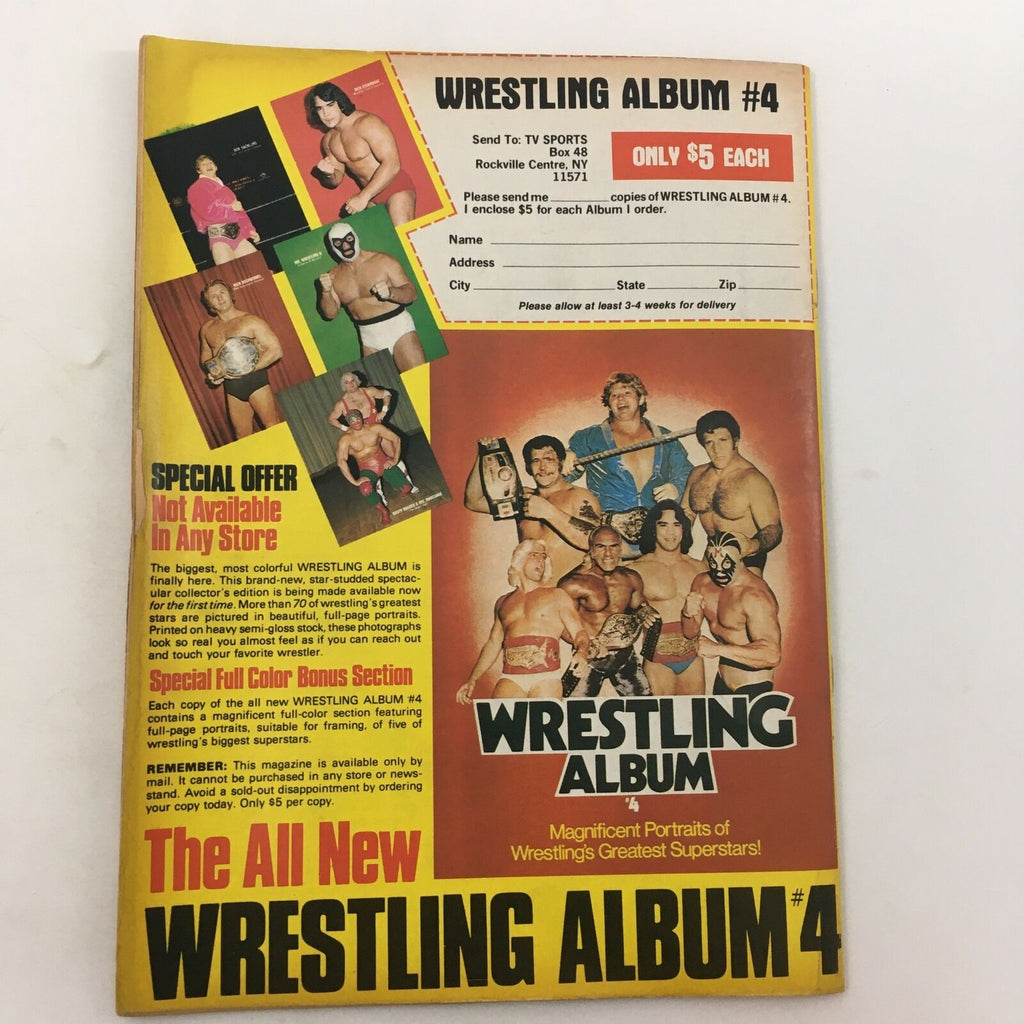 WRESTLING ALBUM #4
Send To: TV SPORTS
Box 48
Rockville Centre, NY
11571
ONLY $5 EACH
Please send me ________ copies of WRESTLING ALBUM #4.
I enclose $5 for each Album I order.
Name
Address
City State Zip
Please allow at least 3-4 weeks for delivery
SPECIAL OFFER
Not Available
In Any Store
The biggest, most colorful WRESTLING ALBUM is
finally here. This brand-new, star-studded spectac-
ular collector's edition is being made available now
for the first time. More than 70 of wrestling's greatest
stars are pictured in beautiful, full-page portraits.
Printed on heavy semi-gloss stock, these photographs
look so real you almost feel as if you can reach out
and touch your favorite wrestler.
Special Full Color Bonus Section
Each copy of the all new WRESTLING ALBUM #4
contains a magnificent full-color section featuring
full-page portraits, suitable for framing, of five of
wrestling's biggest superstars.
REMEMBER: This magazine is available only by
mail. It cannot be purchased in any store or news-
stand. Avoid a sold-out disappointment by ordering
your copy today. Only $5 per copy.
WRESTLING
ALBUM
#4
Magnificent Portraits of
Wrestling's Greatest Superstars!
The All New
WRESTLING ALBUM #4